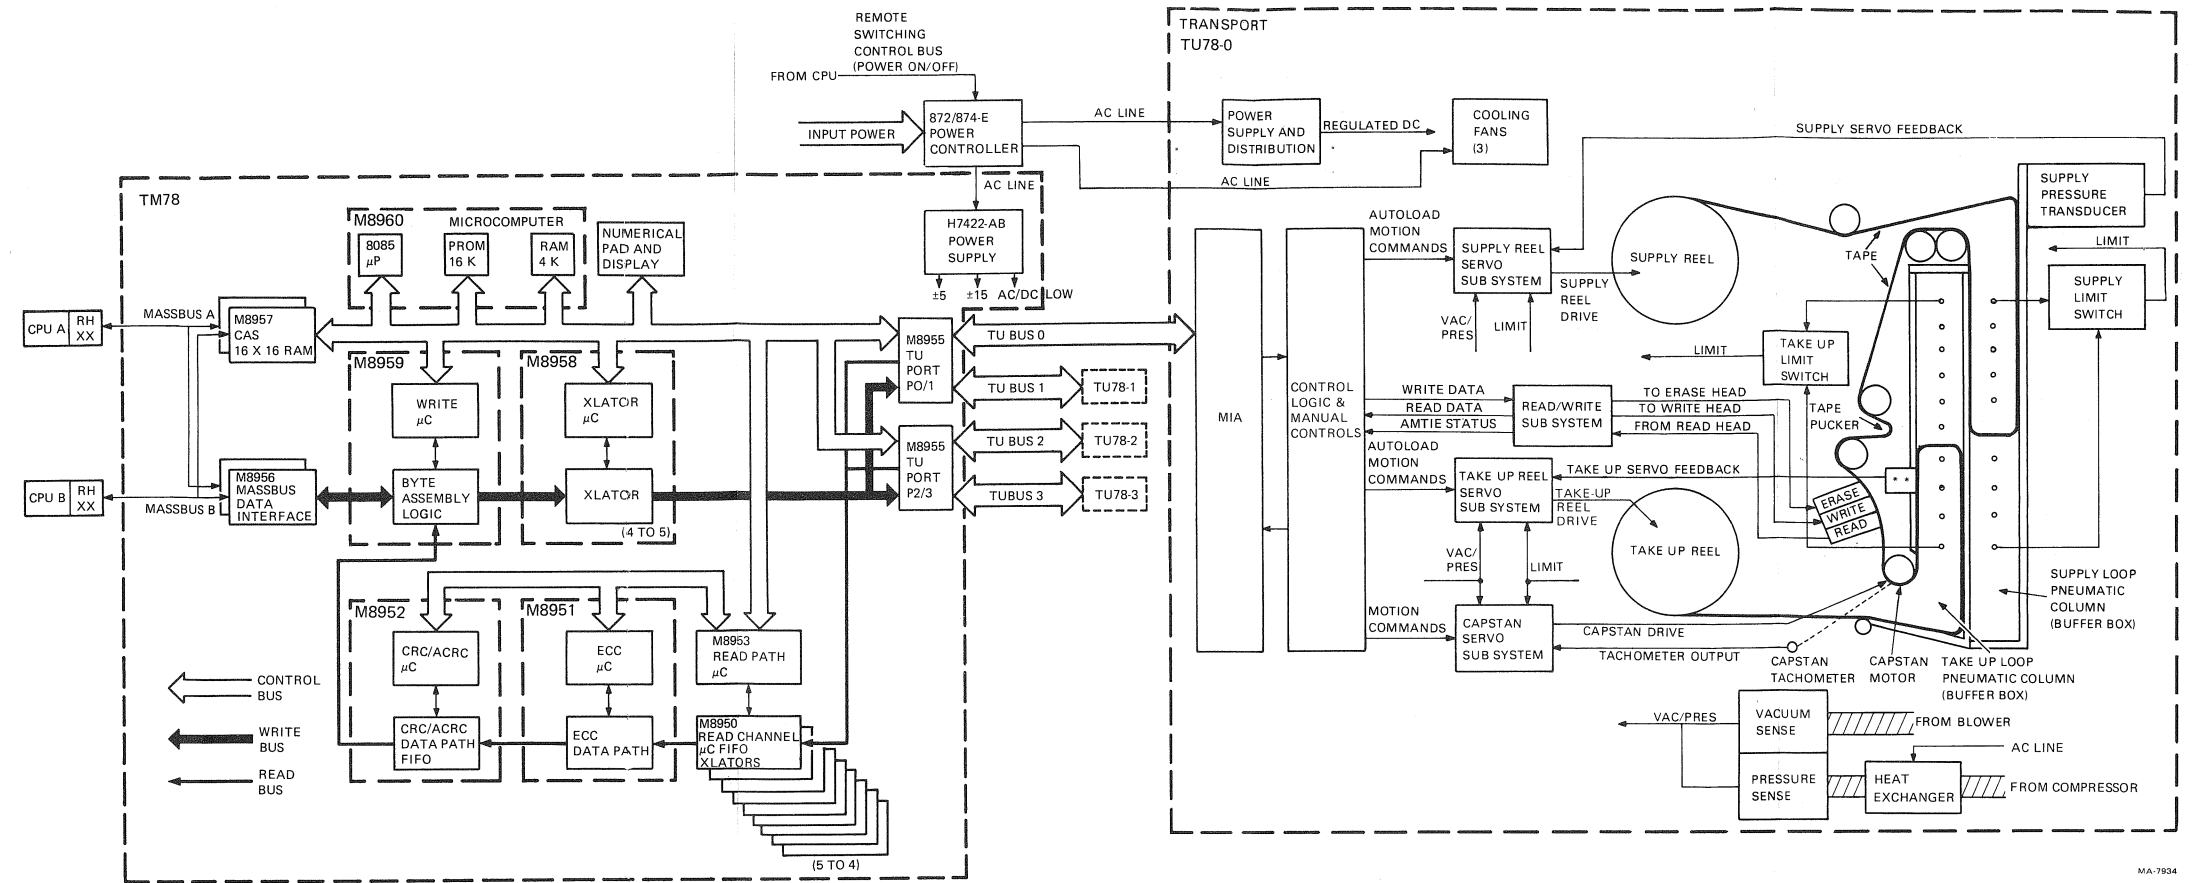 REMOTE
SWITCHING
CONTROL BUS
(POWER ON/OFF)
FROM CPU
INPUT POWER
872/874-E
POWER
CONTROLLER
AC LINE
AC LINE
AC LINE
TRANSPORT
TU78-0
POWER
SUPPLY AND
DISTRIBUTION
REGULATED DC
COOLING
FANS
(3)
SUPPLY SERVO FEEDBACK
SUPPLY
PRESSURE
TRANSDUCER
TM78
M8960
MICROCOMPUTER
8085
µP
PROM
16 K
RAM
4 K
NUMERICAL
PAD AND
DISPLAY
H7422-AB
POWER
SUPPLY
±5
±15
AC/DC LOW
CPU A
RH
XX
MASSBUS A
M8957
CAS
16 X 16 RAM
CPU B
RH
XX
MASSBUS B
M8956
MASSBUS
DATA
INTERFACE
M8959
WRITE
µC
BYTE
ASSEMBLY
LOGIC
M8958
XLATOR
µC
XLATOR
(4 TO 5)
M8955
TU
PORT
PO/1
M8955
TU
PORT
P2/3
TU BUS 0
TU BUS 1
TU BUS 2
TUBUS 3
TU78-1
TU78-2
TU78-3
M8952
CRC/ACRC
µC
CRC/ACRC
DATA PATH
FIFO
M8951
ECC
µC
ECC
DATA PATH
M8953
READ PATH
µC
M8950
READ CHANNEL
µC FIFO
XLATORS
(5 TO 4)
CONTROL
BUS
WRITE
BUS
READ
BUS
MIA
CONTROL
LOGIC &
MANUAL
CONTROLS
AUTOLOAD
MOTION
COMMANDS
SUPPLY REEL
SERVO
SUB SYSTEM
SUPPLY
REEL
DRIVE
VAC/
PRES
LIMIT
SUPPLY REEL
TAPE
LIMIT
SUPPLY
LIMIT
SWITCH
LIMIT
TAKE UP
LIMIT
SWITCH
WRITE DATA
READ DATA
AMTIE STATUS
READ/WRITE
SUB SYSTEM
TO ERASE HEAD
TO WRITE HEAD
FROM READ HEAD
TAPE
PUCKER
AUTOLOAD
MOTION
COMMANDS
TAKE UP REEL
SERVO
SUB SYSTEM
TAKE UP SERVO FEEDBACK
TAKE-UP
REEL
DRIVE
TAKE UP REEL
* *
ERASE
WRITE
READ
VAC/
PRES
LIMIT
MOTION
COMMANDS
CAPSTAN
SERVO
SUB SYSTEM
CAPSTAN DRIVE
TACHOMETER OUTPUT
CAPSTAN
TACHOMETER
CAPSTAN
MOTOR
TAKE UP LOOP
PNEUMATIC COLUMN
(BUFFER BOX)
SUPPLY LOOP
PNEUMATIC
COLUMN
(BUFFER BOX)
VAC/PRES
VACUUM
SENSE
FROM BLOWER
AC LINE
PRESSURE
SENSE
HEAT
EXCHANGER
FROM COMPRESSOR
MA-7934